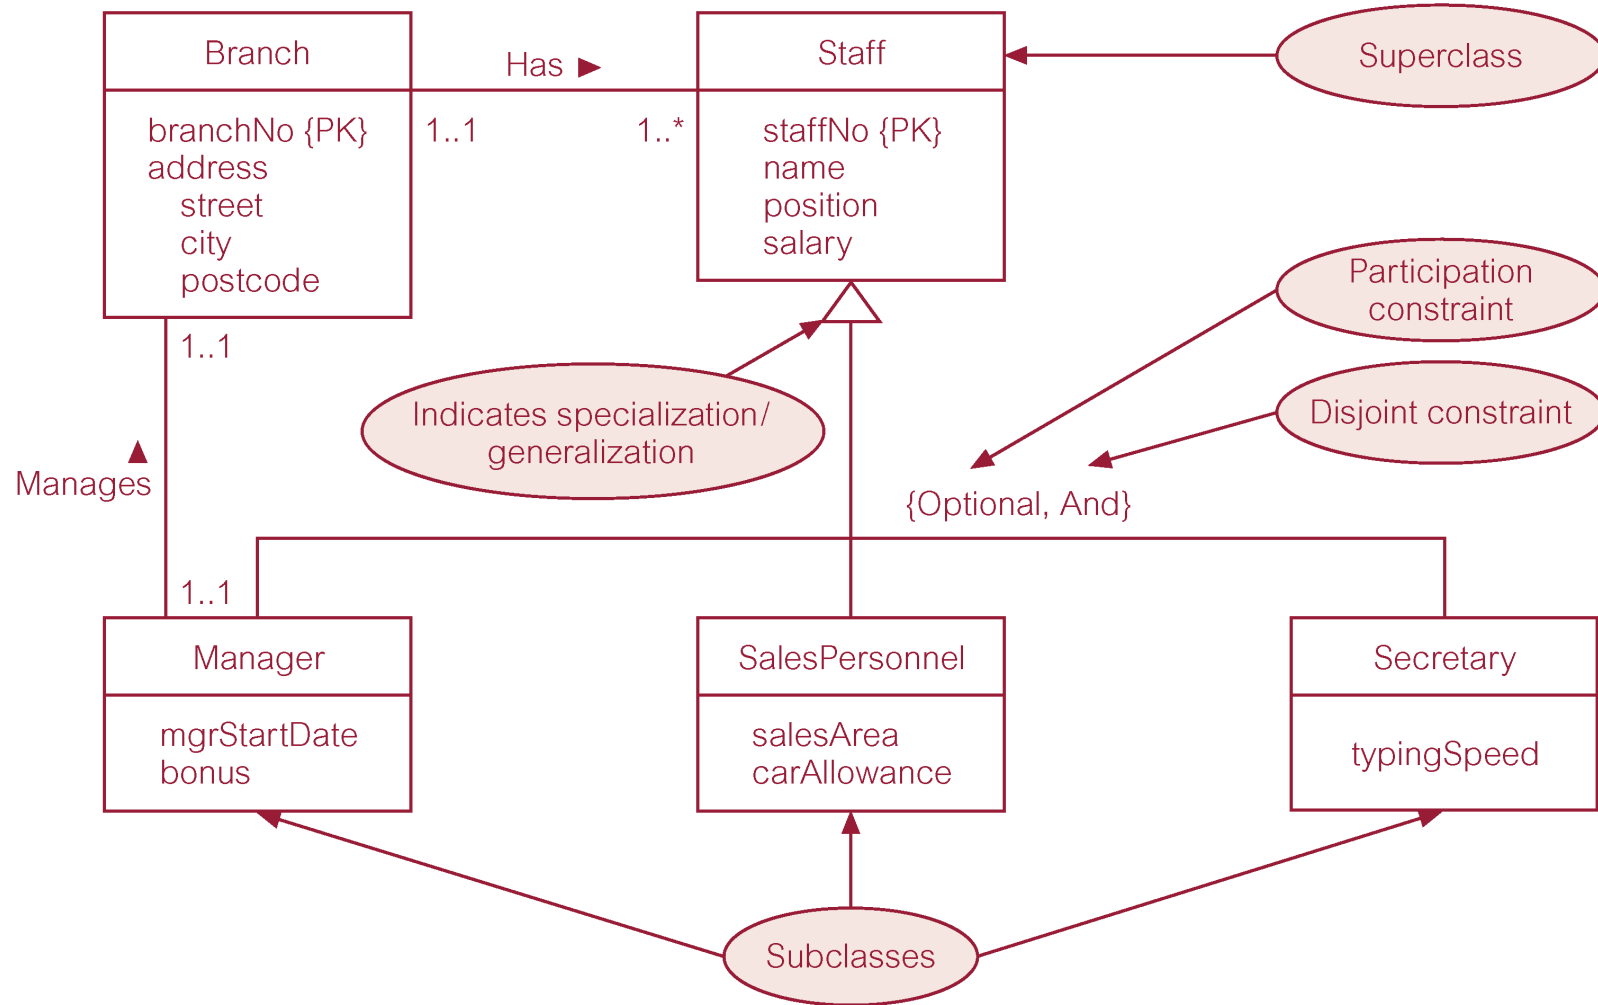 Branch
Has ►
Staff
Superclass
branchNo {PK}
address
street
city
postcode
1..1
1..*
staffNo {PK}
name
position
salary
Participation
constraint
1..1
Indicates specialization/
generalization
Disjoint constraint
▲
Manages
{Optional, And}
1..1
Manager
mgrStartDate
bonus
SalesPersonnel
salesArea
carAllowance
Secretary
typingSpeed
Subclasses